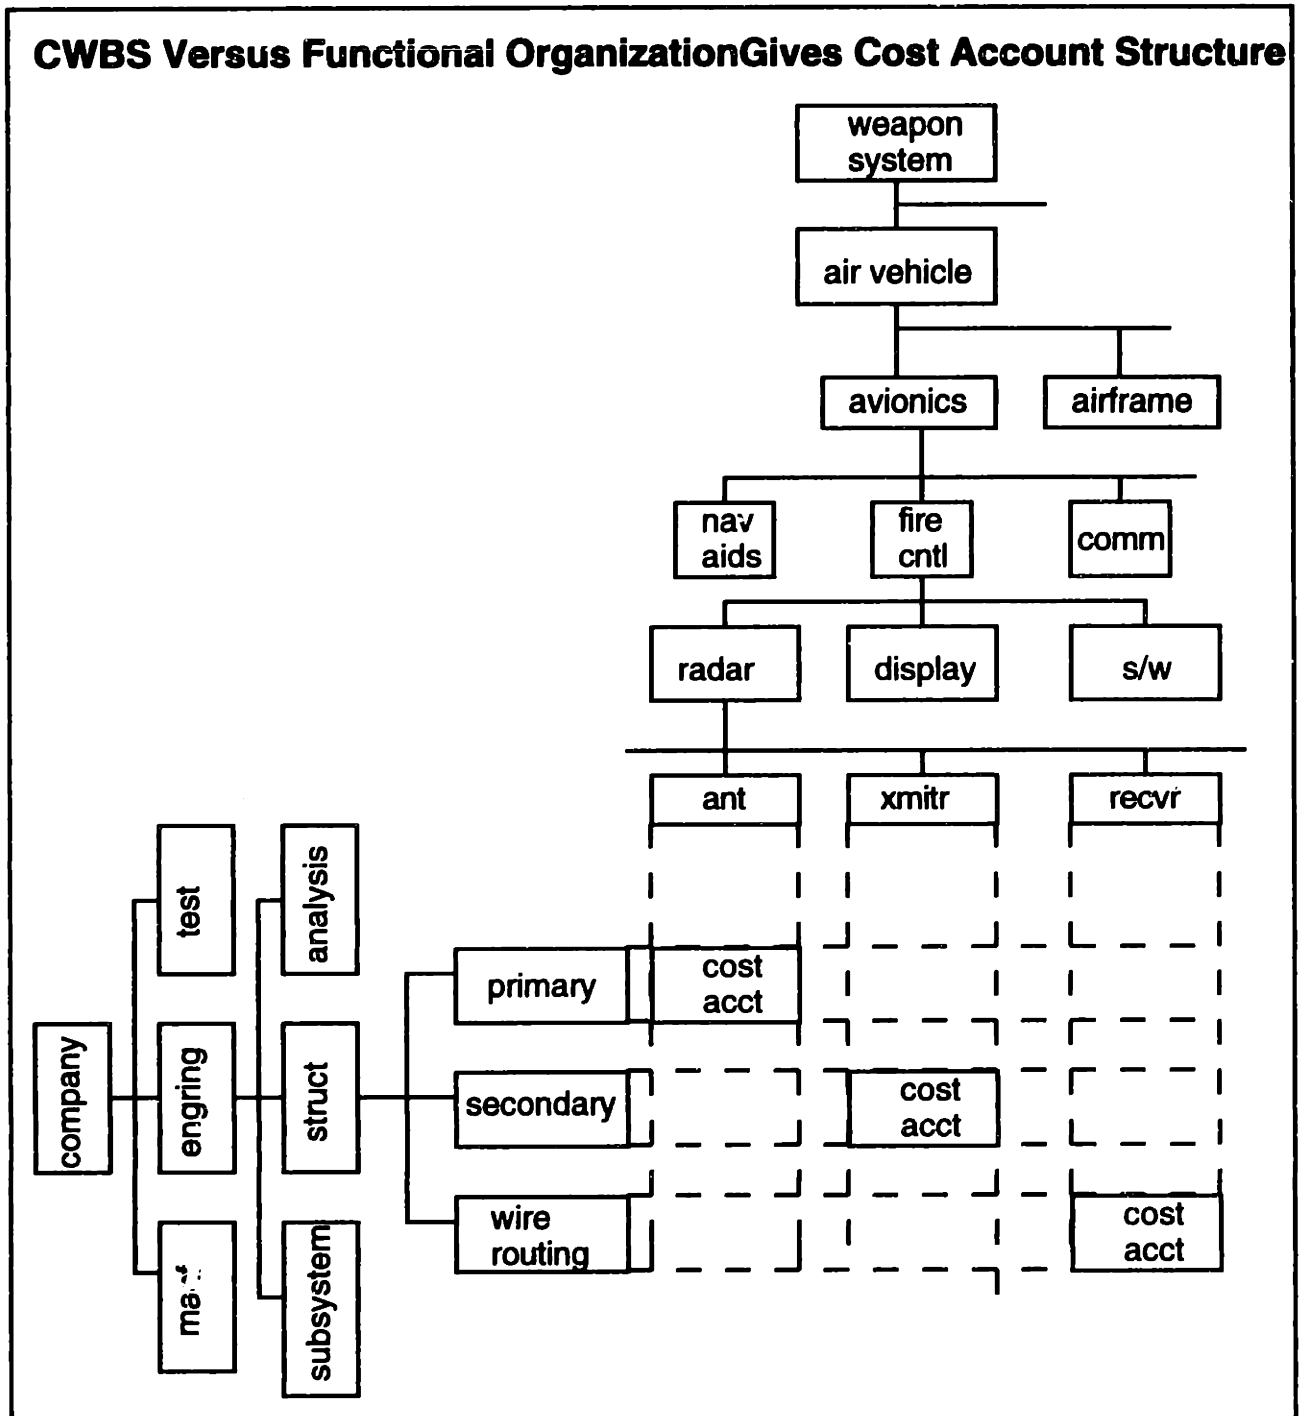 CWBS Versus Functional OrganizationGives Cost Account Structure
weapon
system
air vehicle
avionics
airframe
nav
aids
fire
cntl
comm
radar
display
s/w
ant
xmitr
recvr
company
test
engring
analysis
struct
subsystem
primary
secondary
wire
routing
cost
acct
cost
acct
cost
acct